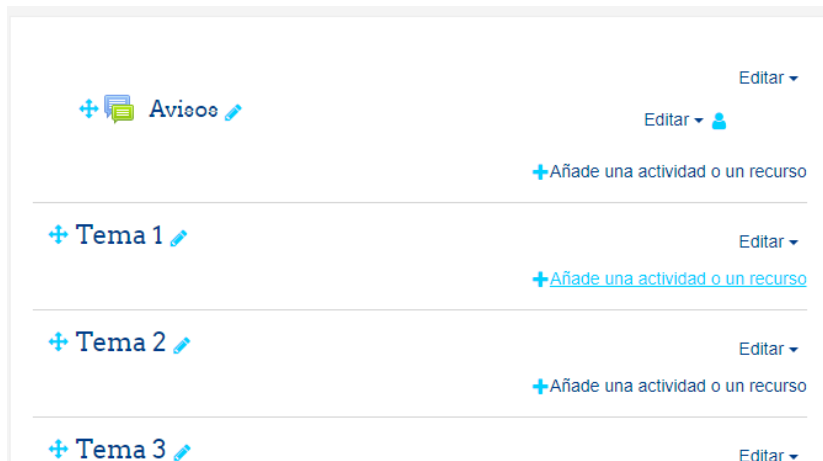 Editar
Avisos
Editar
Añade una actividad o un recurso
Tema 1
Editar
Añade una actividad o un recurso
Tema 2
Editar
Añade una actividad o un recurso
Tema 3
Editar